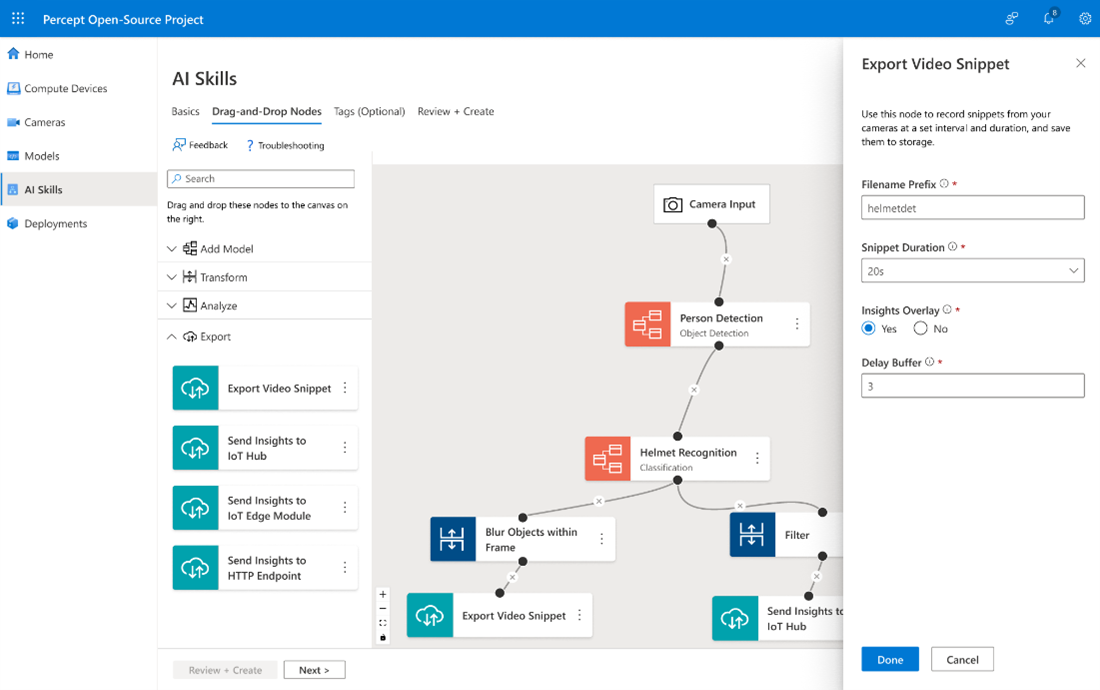 Percept Open-Source Project
8
Home
Compute Devices
Cameras
Models
AI Skills
Deployments
AI Skills
Basics
Drag-and-Drop Nodes
Tags (Optional)
Review + Create
Feedback
? Troubleshooting
Search
Drag and drop these nodes to the canvas on
the right.
Add Model
Transform
Analyze
Export
Export Video Snippet
Send Insights to
IoT Hub
Send Insights to
IoT Edge Module
Send Insights to
HTTP Endpoint
Camera Input
Person Detection
Object Detection
Helmet Recognition
Classification
Blur Objects within
Frame
Filter
Export Video Snippet
Send Insights to
IoT Hub
Review + Create
Next >
Export Video Snippet
Use this node to record snippets from your
cameras at a set interval and duration, and save
them to storage.
Filename Prefix *
helmetdet
Snippet Duration *
20s
Insights Overlay *
Yes
No
Delay Buffer *
3
Done
Cancel